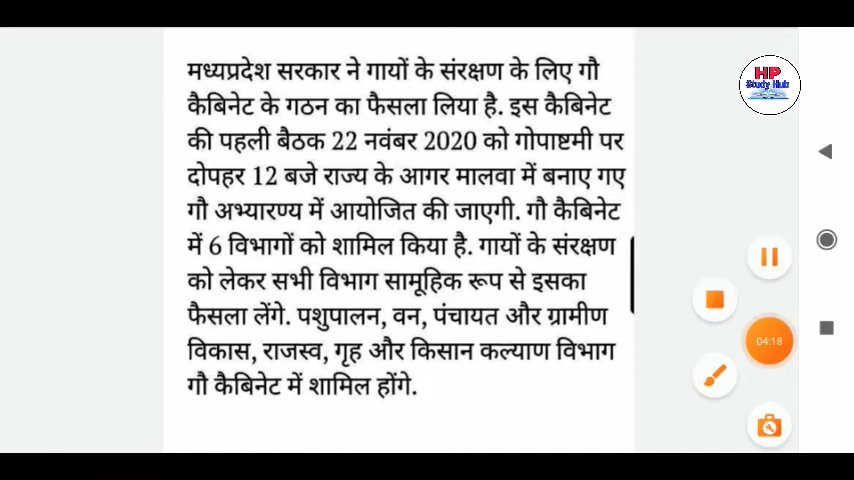 मध्यप्रदेश सरकार ने गायों के संरक्षण के लिए गौ
कैबिनेट के गठन का फैसला लिया है. इस कैबिनेट
की पहली बैठक 22 नवंबर 2020 को गोपाष्टमी पर
दोपहर 12 बजे राज्य के आगर मालवा में बनाए गए
गौ अभ्यारण्य में आयोजित की जाएगी. गौ कैबिनेट
में 6 विभागों को शामिल किया है. गायों के संरक्षण
को लेकर सभी विभाग सामूहिक रूप से इसका
फैसला लेंगे. पशुपालन, वन, पंचायत और ग्रामीण
विकास, राजस्व, गृह और किसान कल्याण विभाग
गौ कैबिनेट में शामिल होंगे.
HP
Study Hub
04:18